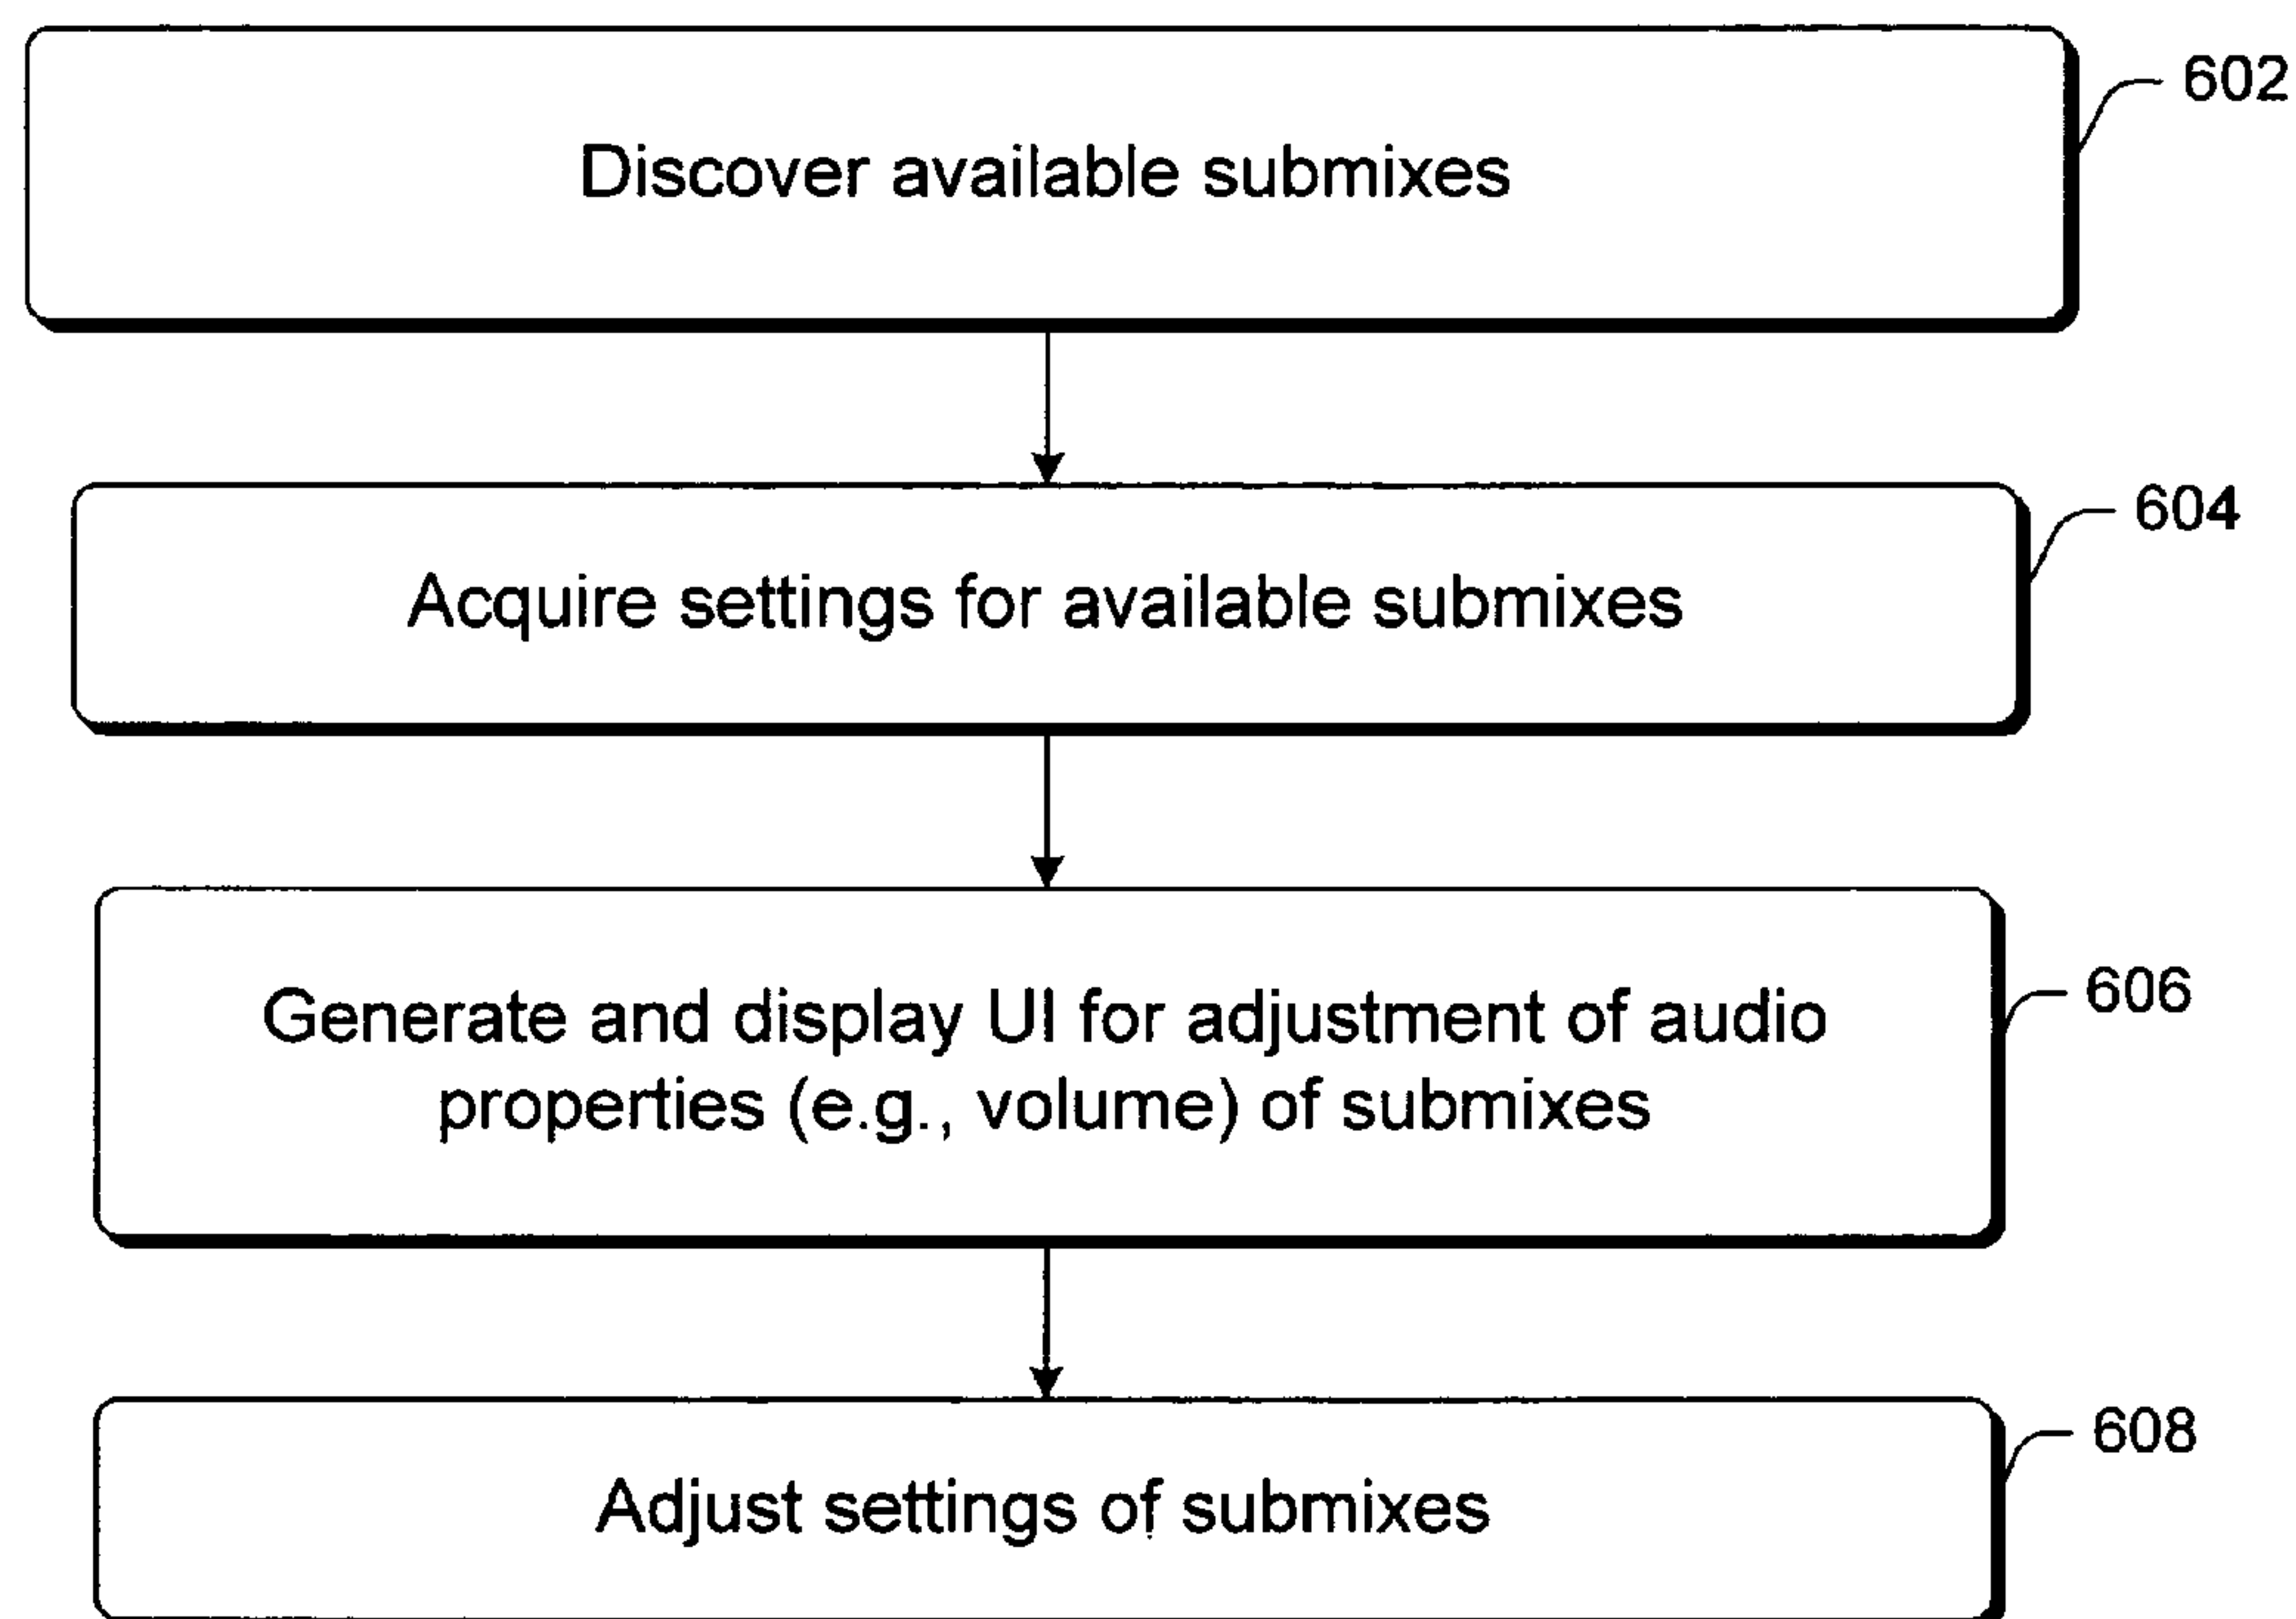 Discover available submixes
602
Acquire settings for available submixes
604
Generate and display UI for adjustment of audio
properties (e.g., volume) of submixes
606
Adjust settings of submixes
608